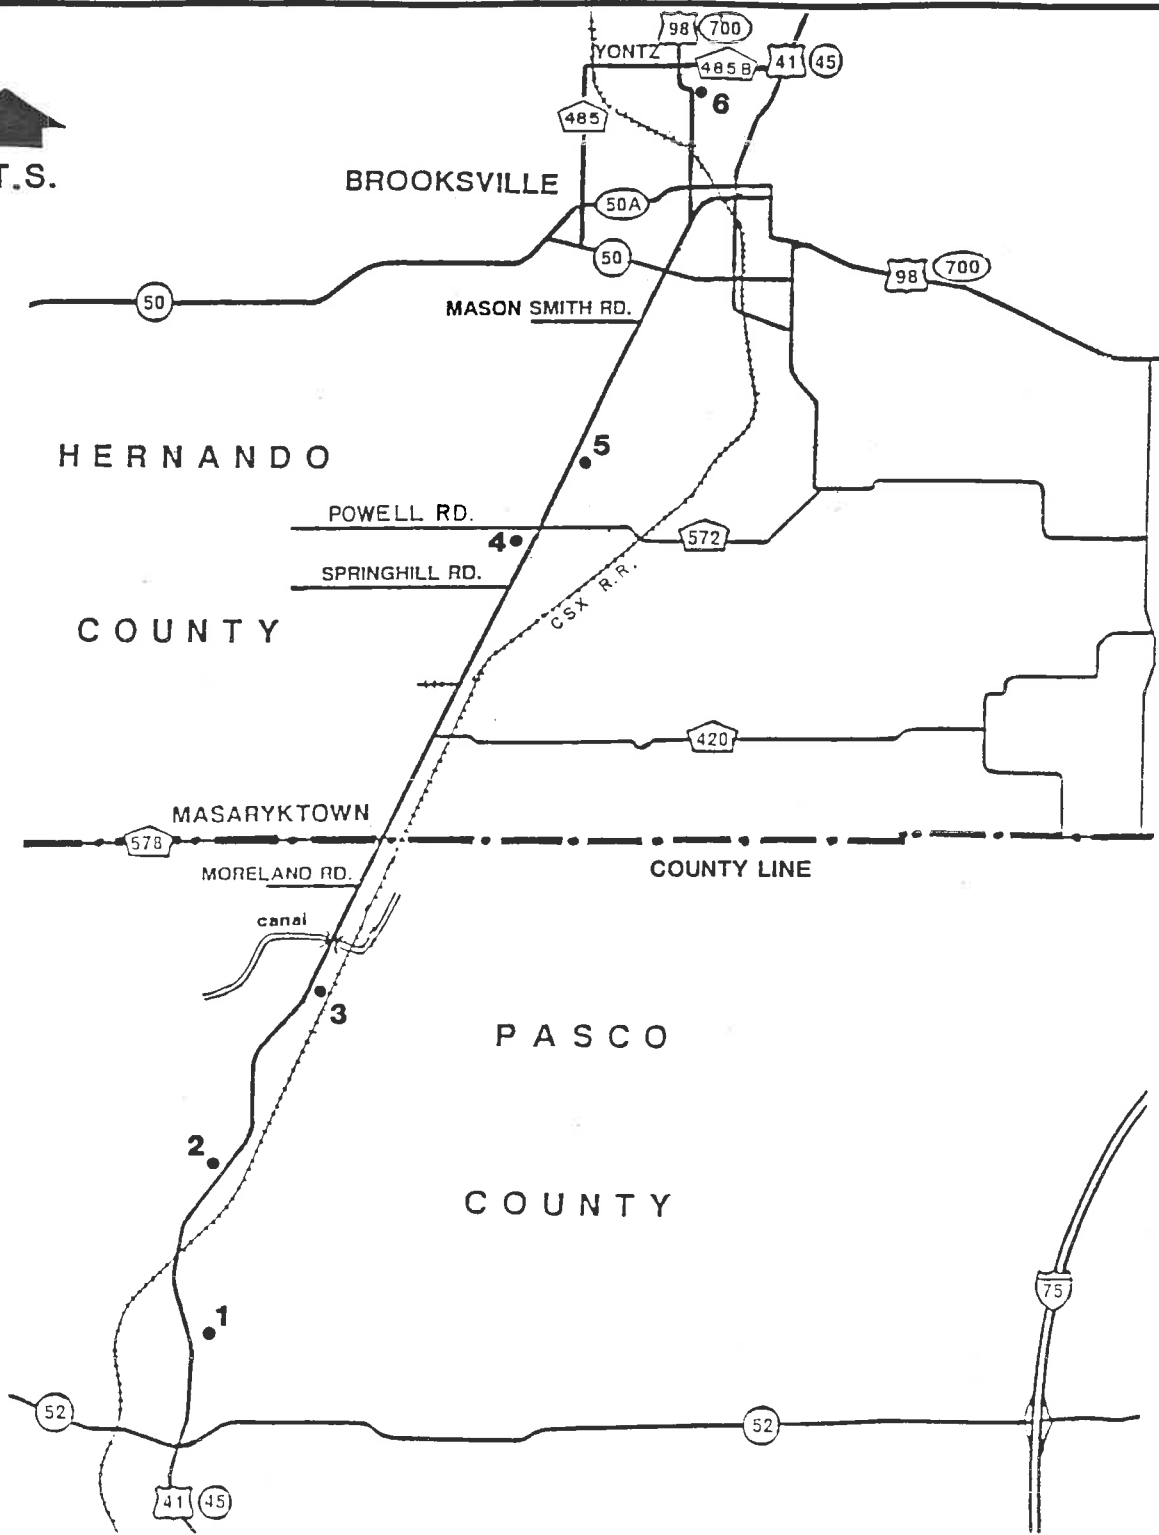 98 700
YONTZ
485B 41 45
6
485
T.S.
BROOKSVILLE
50A
50
98 700
50
MASON SMITH RD.
HERNANDO
5
POWELL RD.
4
572
SPRINGHILL RD.
CSX R.R.
COUNTY
420
MASARYKTOWN
578
COUNTY LINE
MORELAND RD.
canal
3
PASCO
2
COUNTY
75
1
52
52
41 45